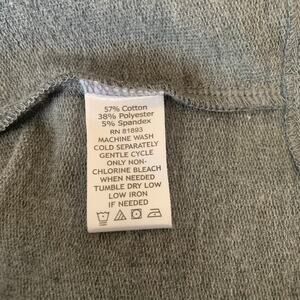 57% Cotton
38% Polyester
5% Spandex
RN 81893
MACHINE WASH
COLD SEPARATELY
GENTLE CYCLE
ONLY NON-
CHLORINE BLEACH
WHEN NEEDED
TUMBLE DRY LOW
LOW IRON
IF NEEDED